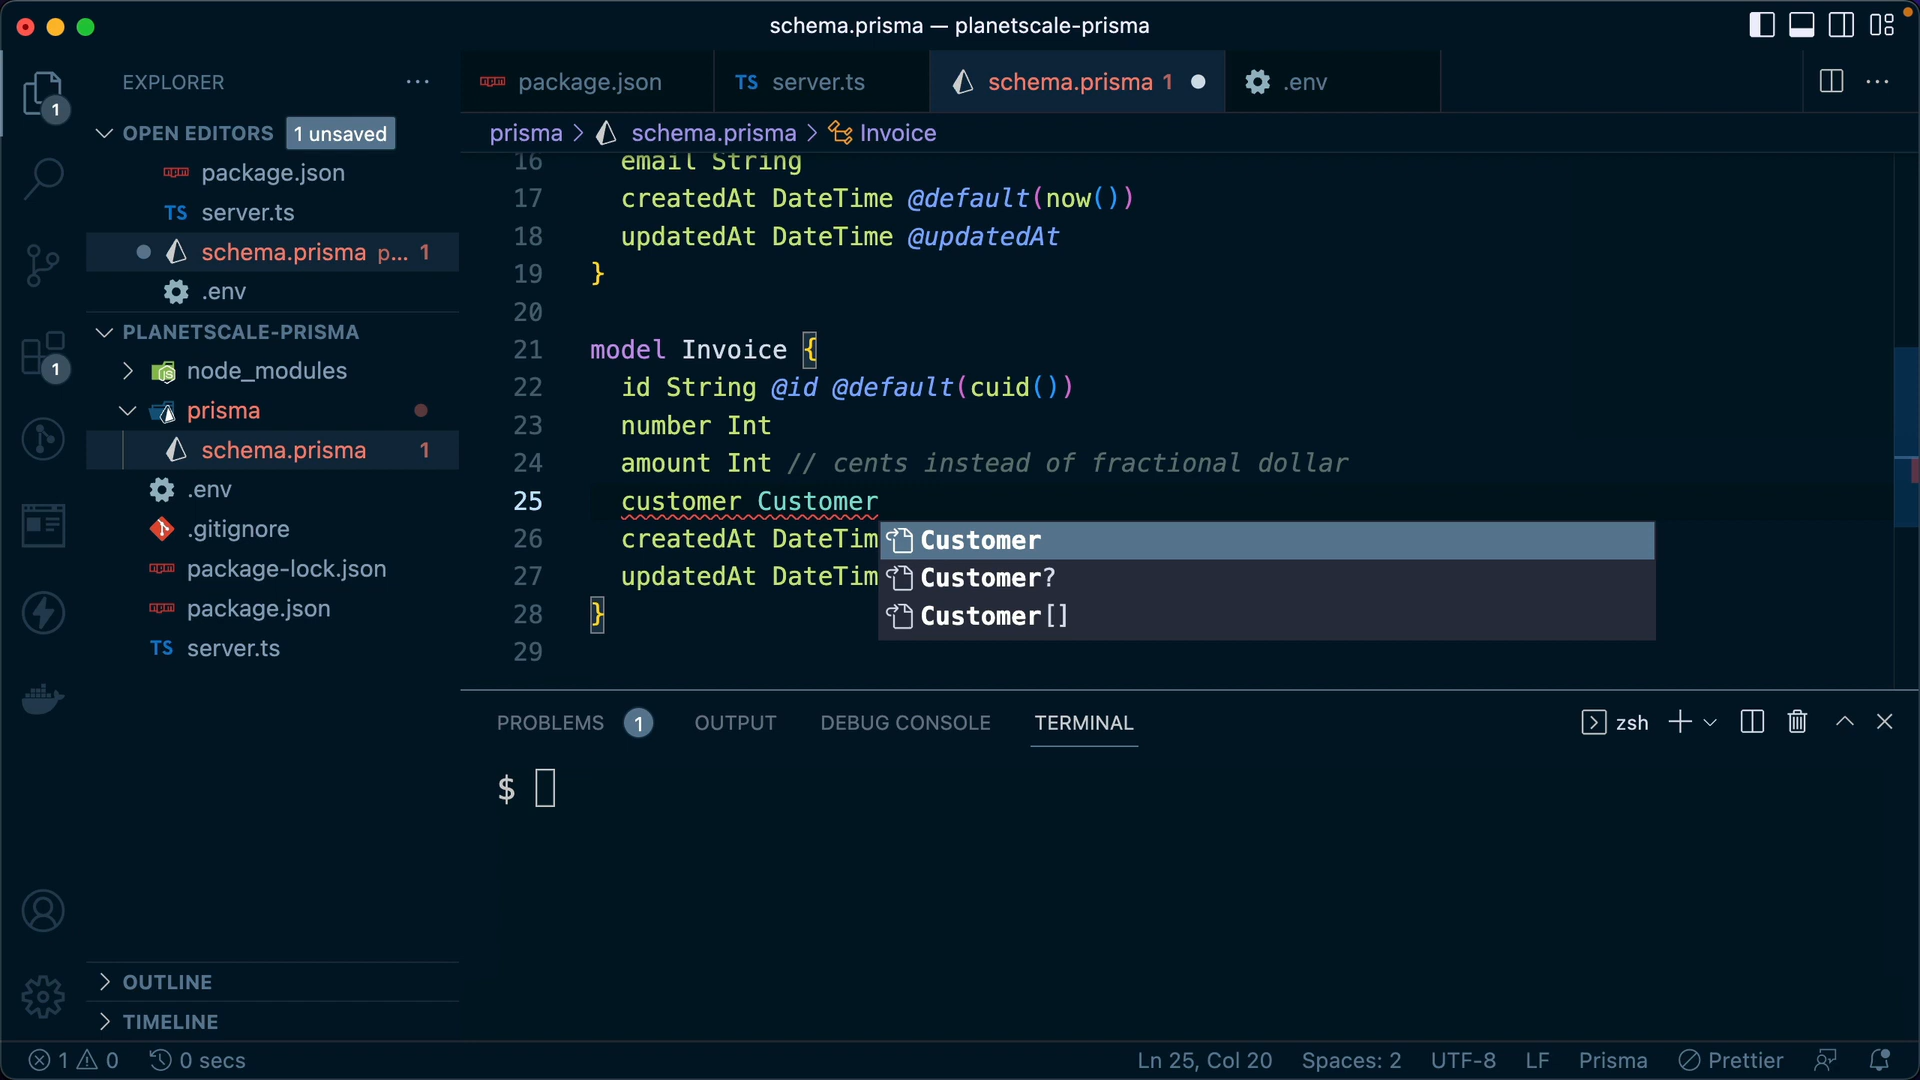 schema.prisma — planetscale-prisma
EXPLORER
OPEN EDITORS 1 unsaved
package.json
TS server.ts
schema.prisma p... 1
.env
PLANETSCALE-PRISMA
node_modules
prisma
schema.prisma 1
.env
.gitignore
package-lock.json
package.json
TS server.ts
OUTLINE
TIMELINE
1
1
package.json
TS server.ts
schema.prisma 1
.env
prisma > schema.prisma > Invoice
16 email String
17 createdAt DateTime @default(now())
18 updatedAt DateTime @updatedAt
19 }
20
21 model Invoice {
22 id String @id @default(cuid())
23 number Int
24 amount Int // cents instead of fractional dollar
25 customer Customer
26 createdAt DateTim
27 updatedAt DateTim
28 }
29
Customer
Customer?
Customer[]
PROBLEMS 1 OUTPUT DEBUG CONSOLE TERMINAL
zsh
$
1 0 0 secs
Ln 25, Col 20 Spaces: 2 UTF-8 LF Prisma Prettier